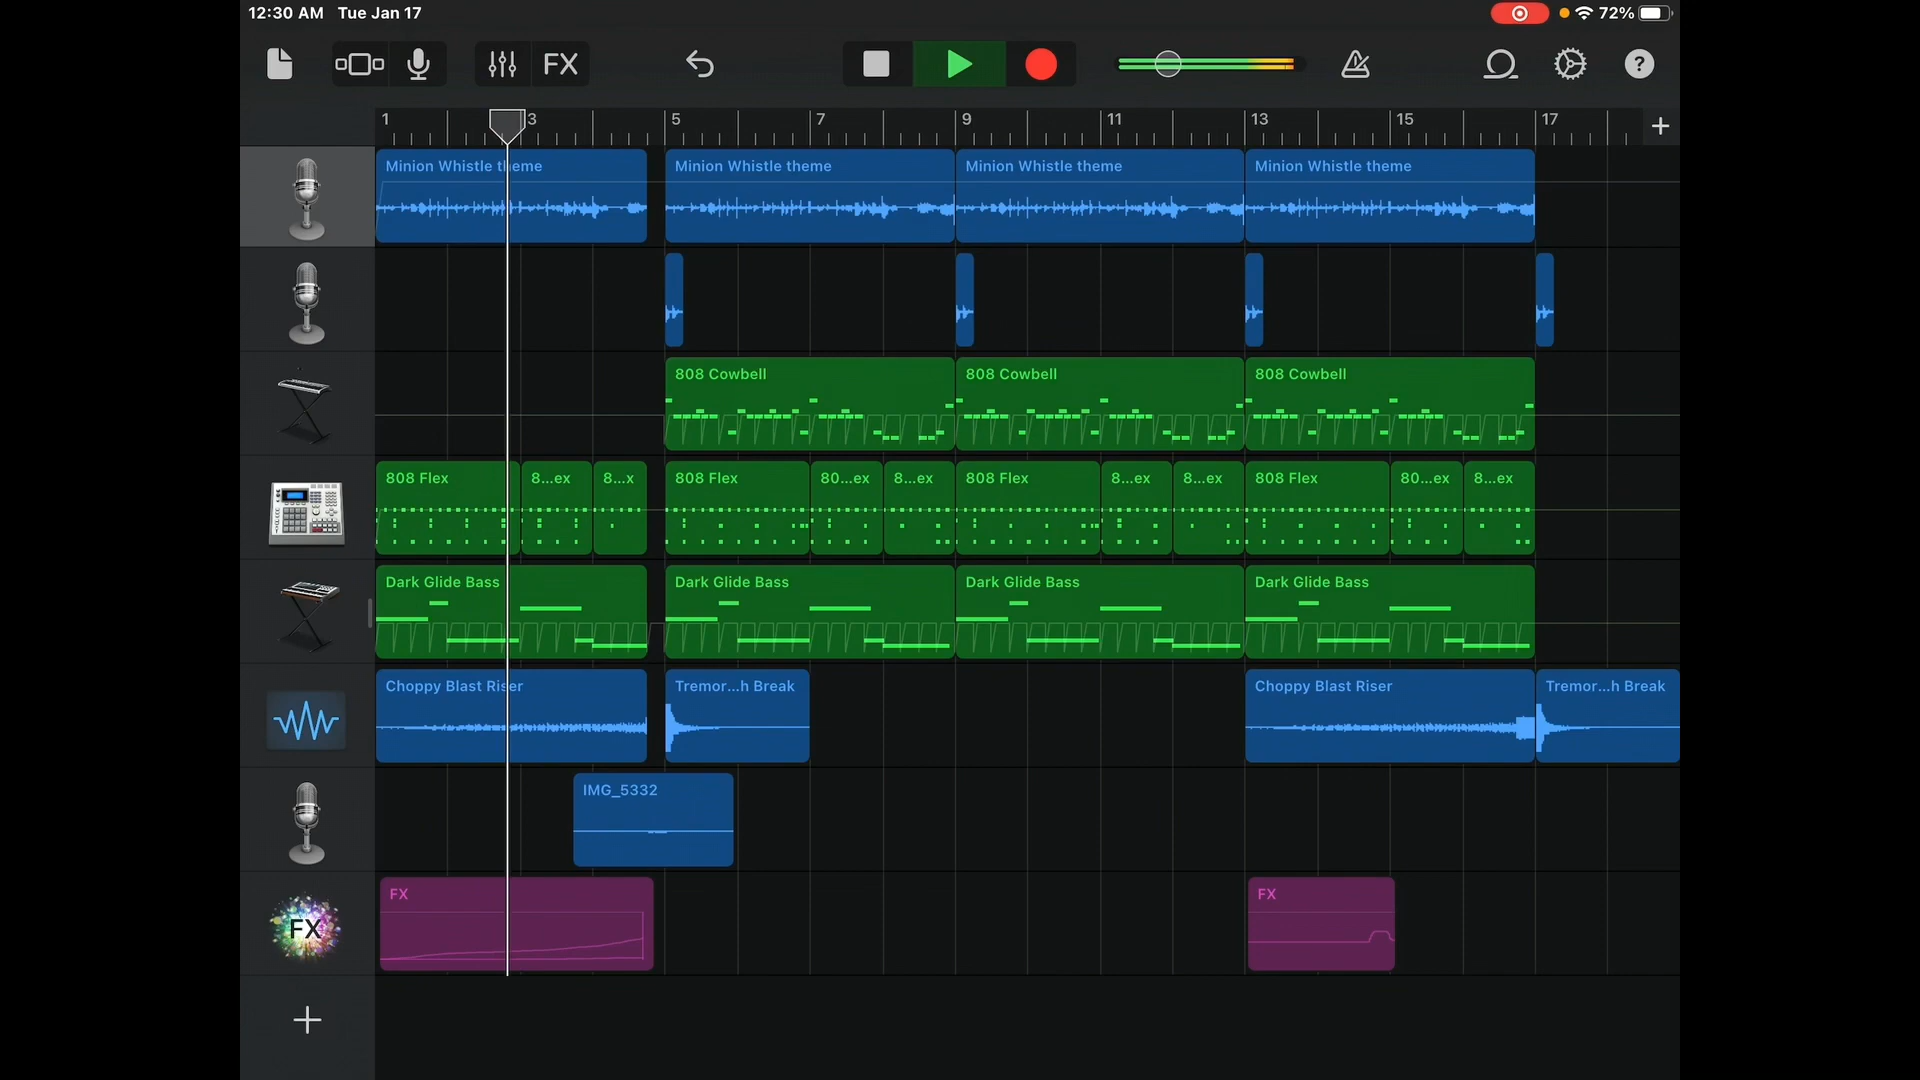 12:30 AM Tue Jan 17 72%
FX ?
1 3 5 7 9 11 13 15 17 +
Minion Whistle theme Minion Whistle theme Minion Whistle theme Minion Whistle theme
808 Cowbell 808 Cowbell 808 Cowbell
808 Flex 8...ex 8...x 808 Flex 80...ex 8...ex 808 Flex 8...ex 8...ex 808 Flex 80...ex 8...ex
Dark Glide Bass Dark Glide Bass Dark Glide Bass Dark Glide Bass
Choppy Blast Riser Tremor...h Break Choppy Blast Riser Tremor...h Break
IMG_5332
FX FX FX
+